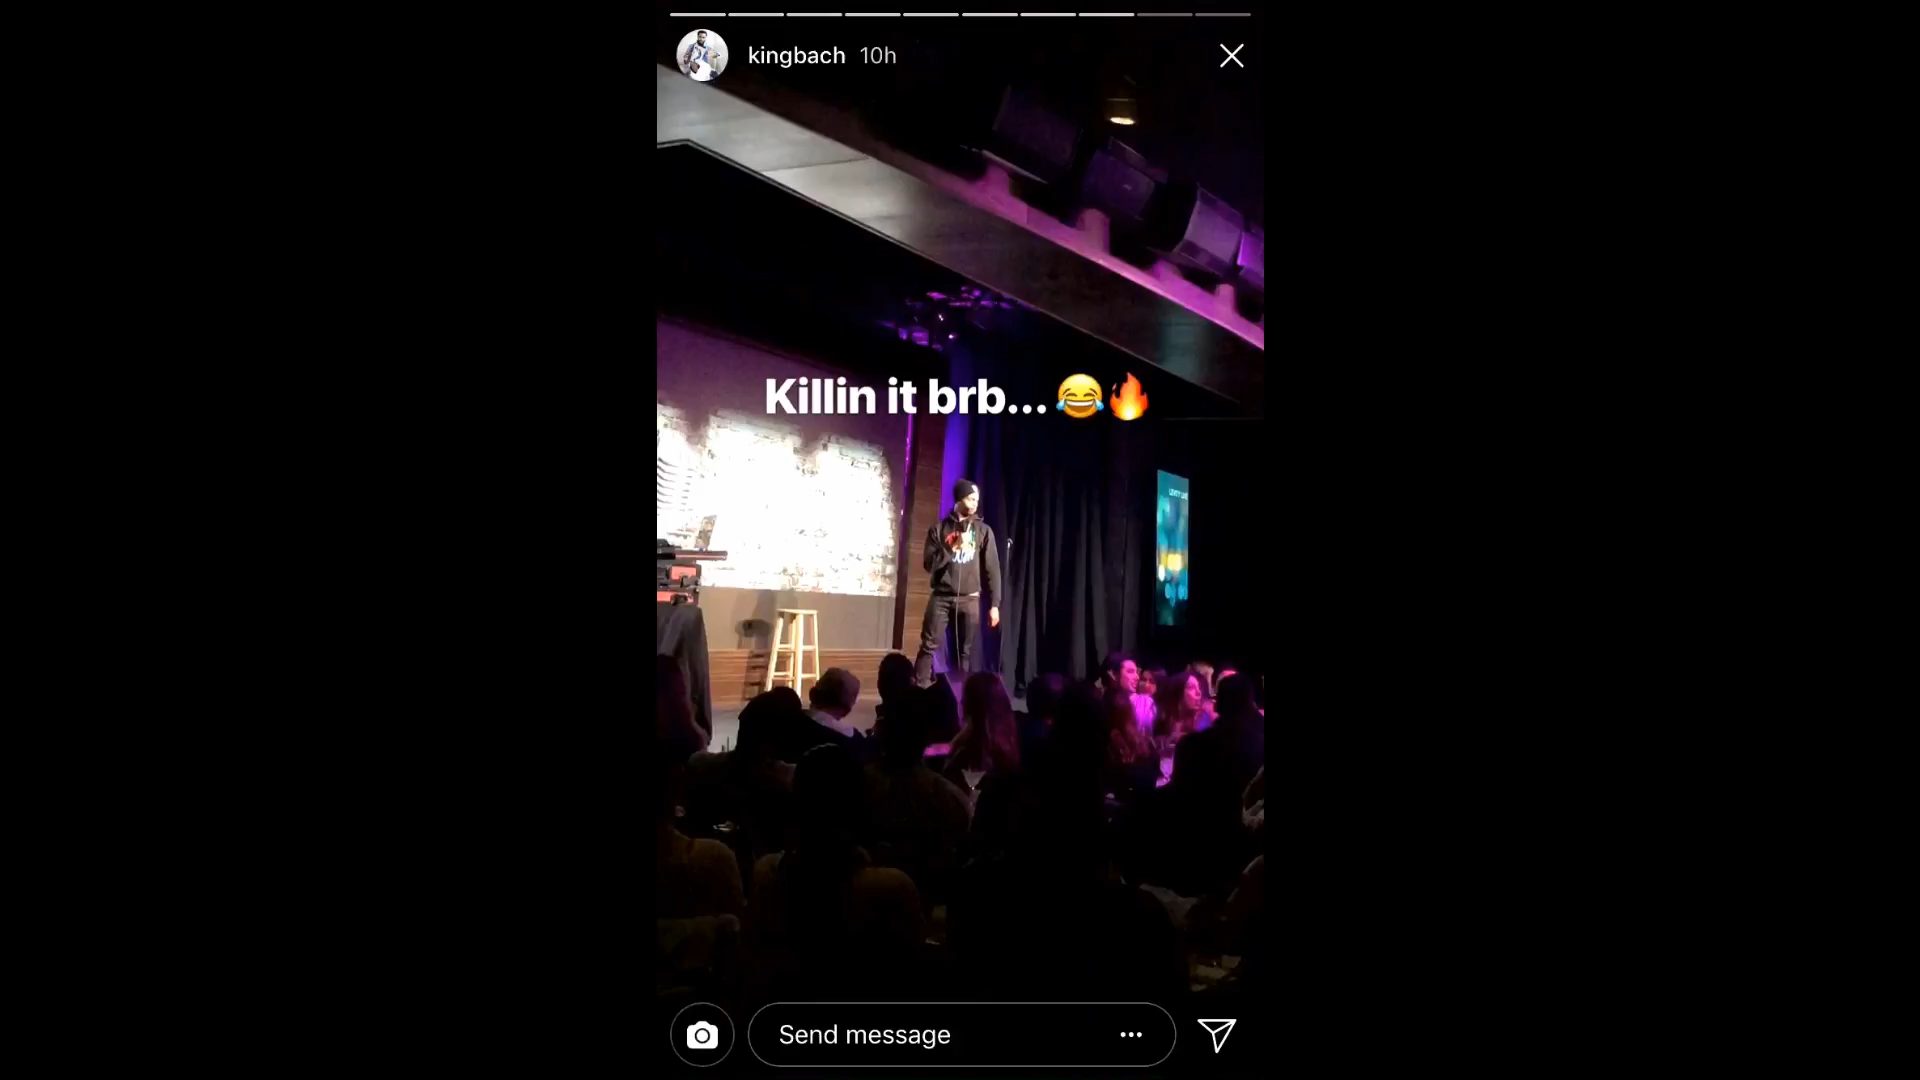 kingbach 10h
Killin it brb...😂🔥
Send message